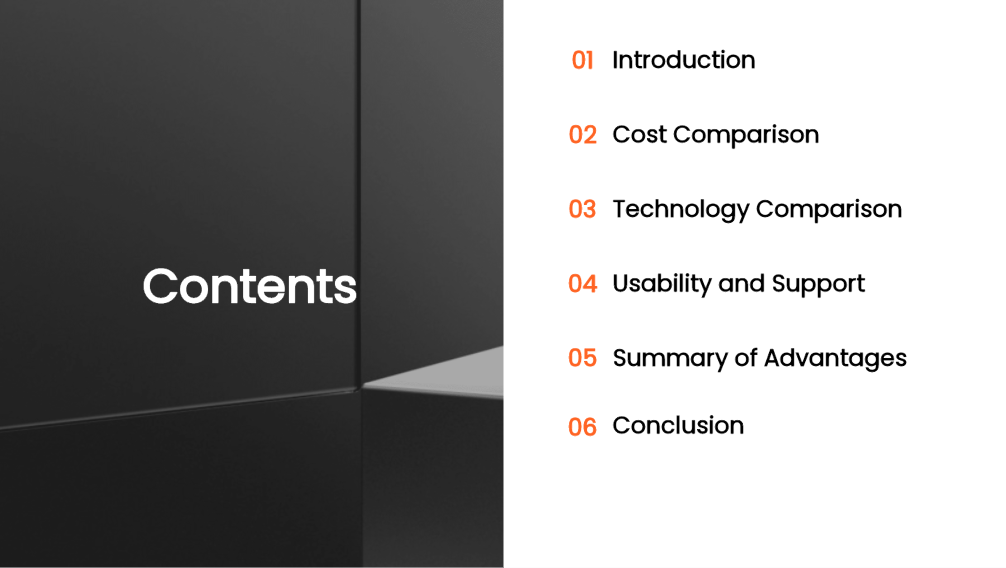 Contents
01 Introduction
02 Cost Comparison
03 Technology Comparison
04 Usability and Support
05 Summary of Advantages
06 Conclusion